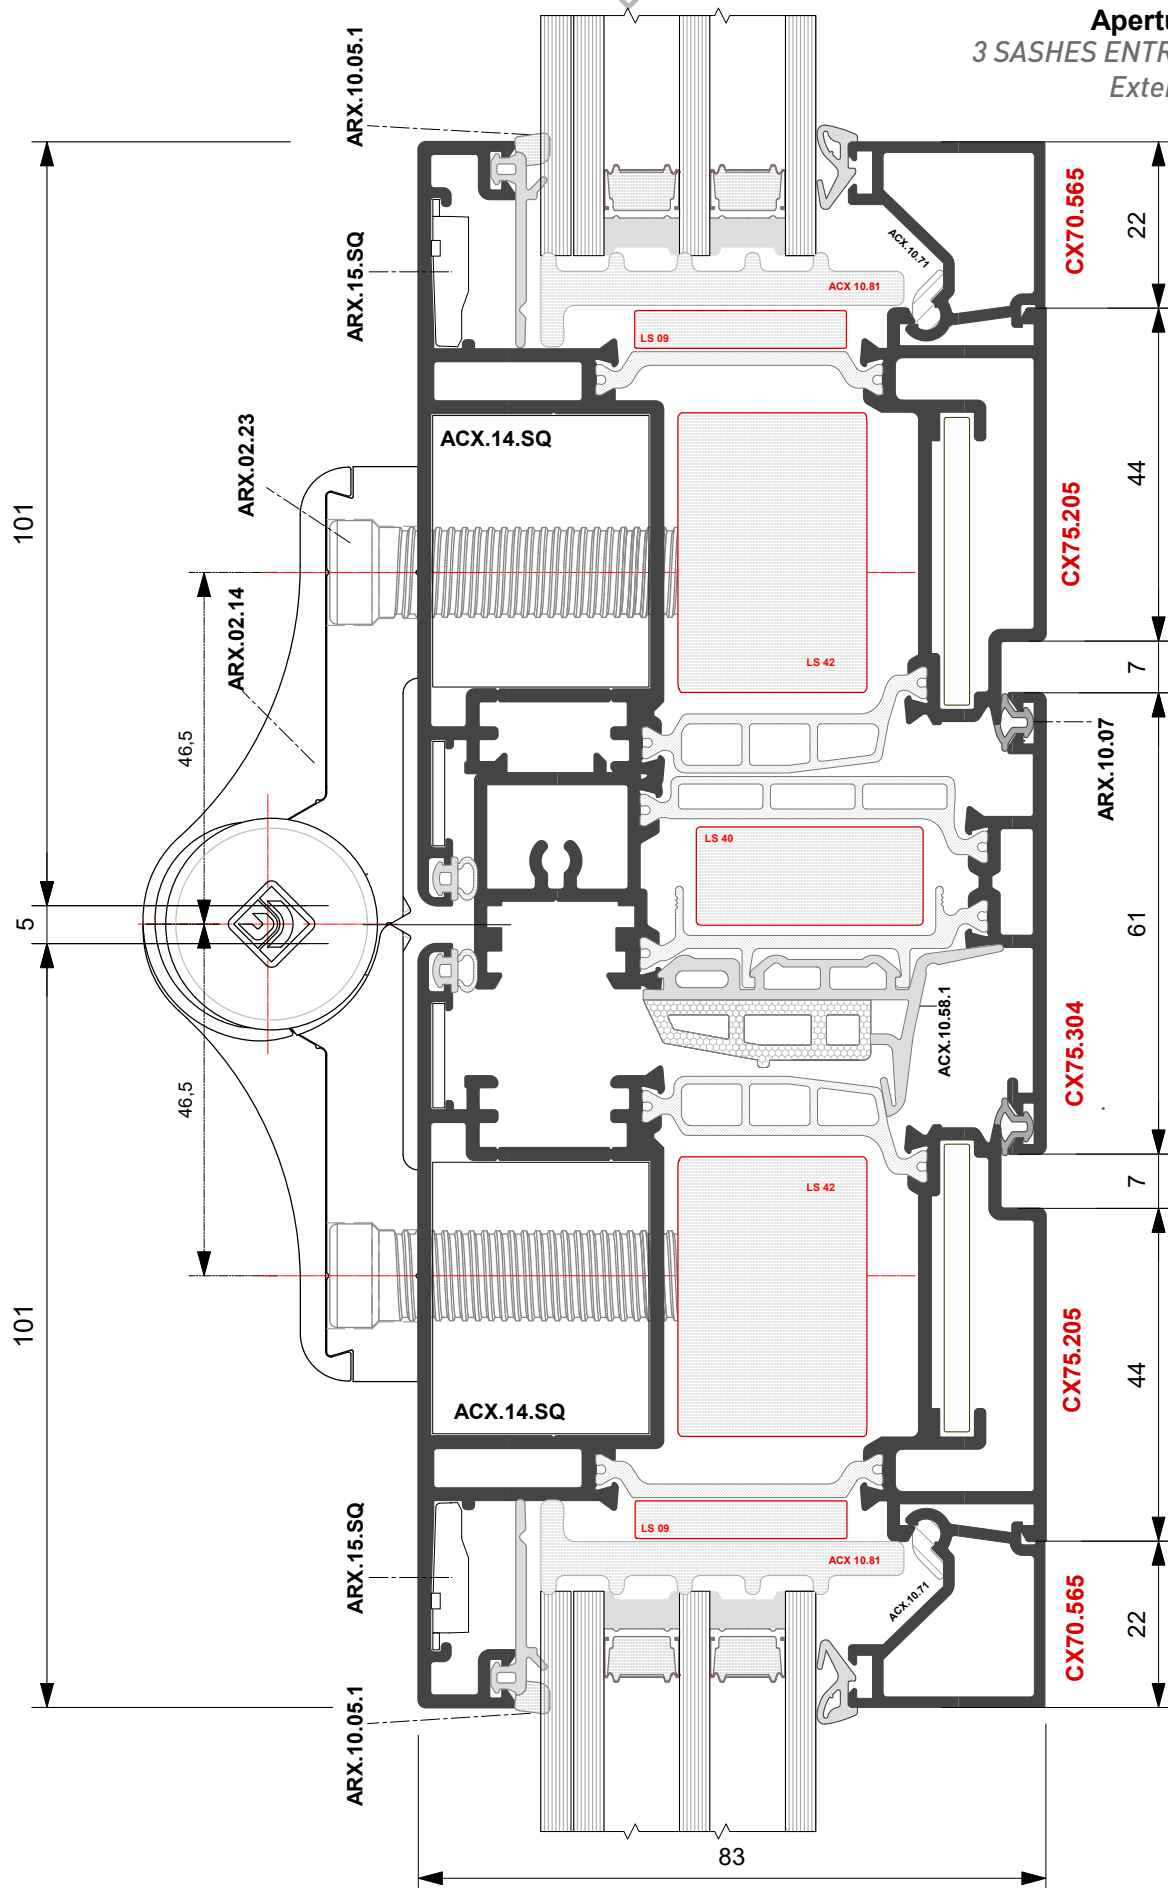 Apertu
3 SASHES ENTR
Exter
ARX.10.05.1
ARX.15.SQ
ACX.10.71
CX70.565
22
ACX 10.81
LS 09
101
ARX.02.23
ACX.14.SQ
44
CX75.205
ARX.02.14
LS 42
7
46,5
ARX.10.07
LS 40
5
61
ACX.10.58.1
CX75.304
46,5
7
LS 42
101
CX75.205
44
ACX.14.SQ
ARX.15.SQ
LS 09
ACX 10.81
ACX.10.71
CX70.565
22
ARX.10.05.1
83